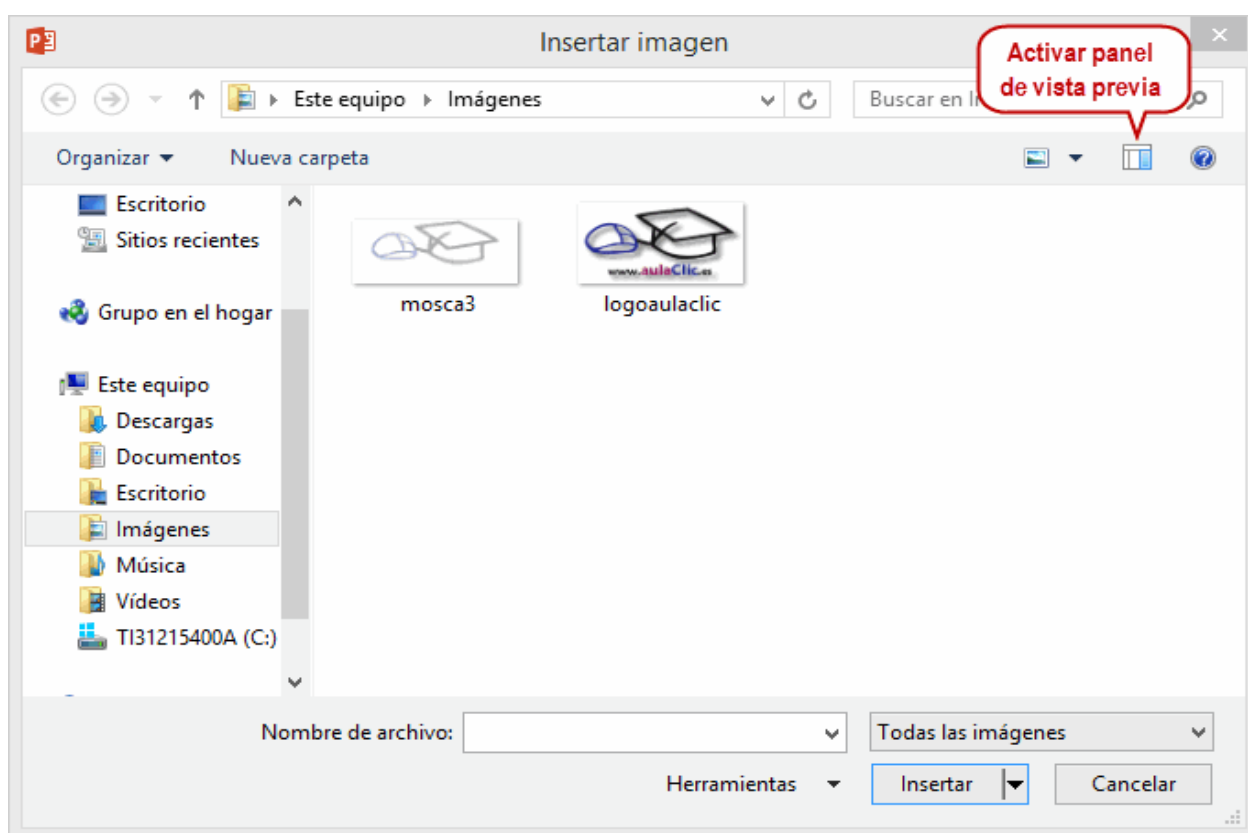 Insertar imagen
Activar panel
de vista previa
Este equipo Imágenes
Buscar en
Organizar Nueva carpeta
Escritorio
Sitios recientes
Grupo en el hogar
Este equipo
Descargas
Documentos
Escritorio
Imágenes
Música
Vídeos
TI31215400A (C:)
www.aulaClic.es
mosca3 logoaulaclic
Nombre de archivo: Todas las imágenes
Herramientas Insertar Cancelar